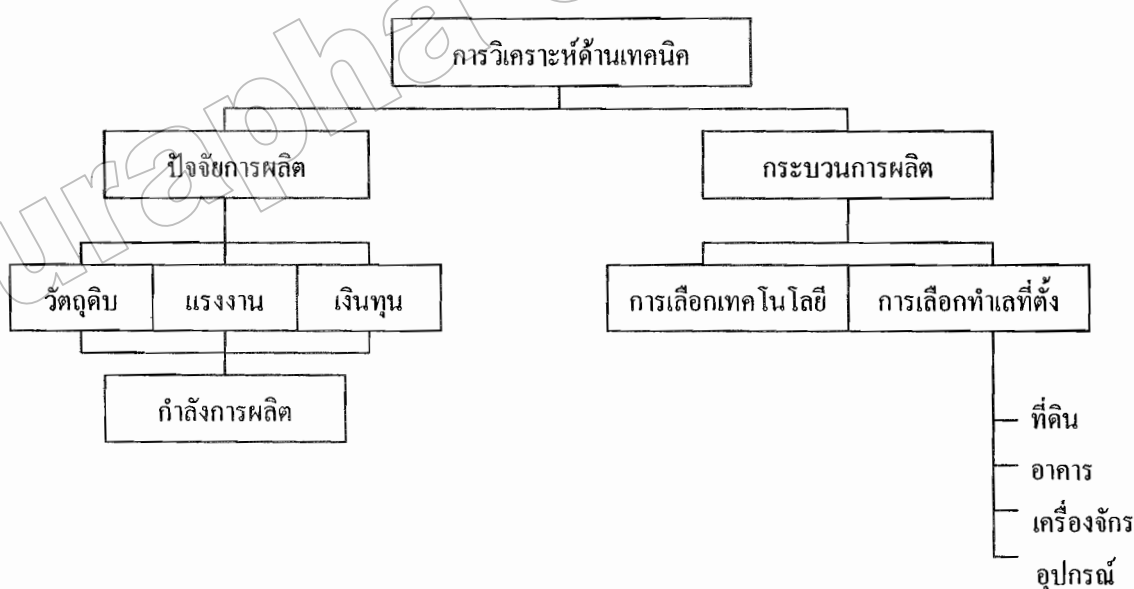 การวิเคราะห์ด้านเทคนิค
ปัจจัยการผลิต
กระบวนการผลิต
วัตถุดิบ
แรงงาน
เงินทุน
การเลือกเทคโนโลยี
การเลือกทำเลที่ตั้ง
กำลังการผลิต
ที่ดิน
อาคาร
เครื่องจักร
อุปกรณ์
urapha